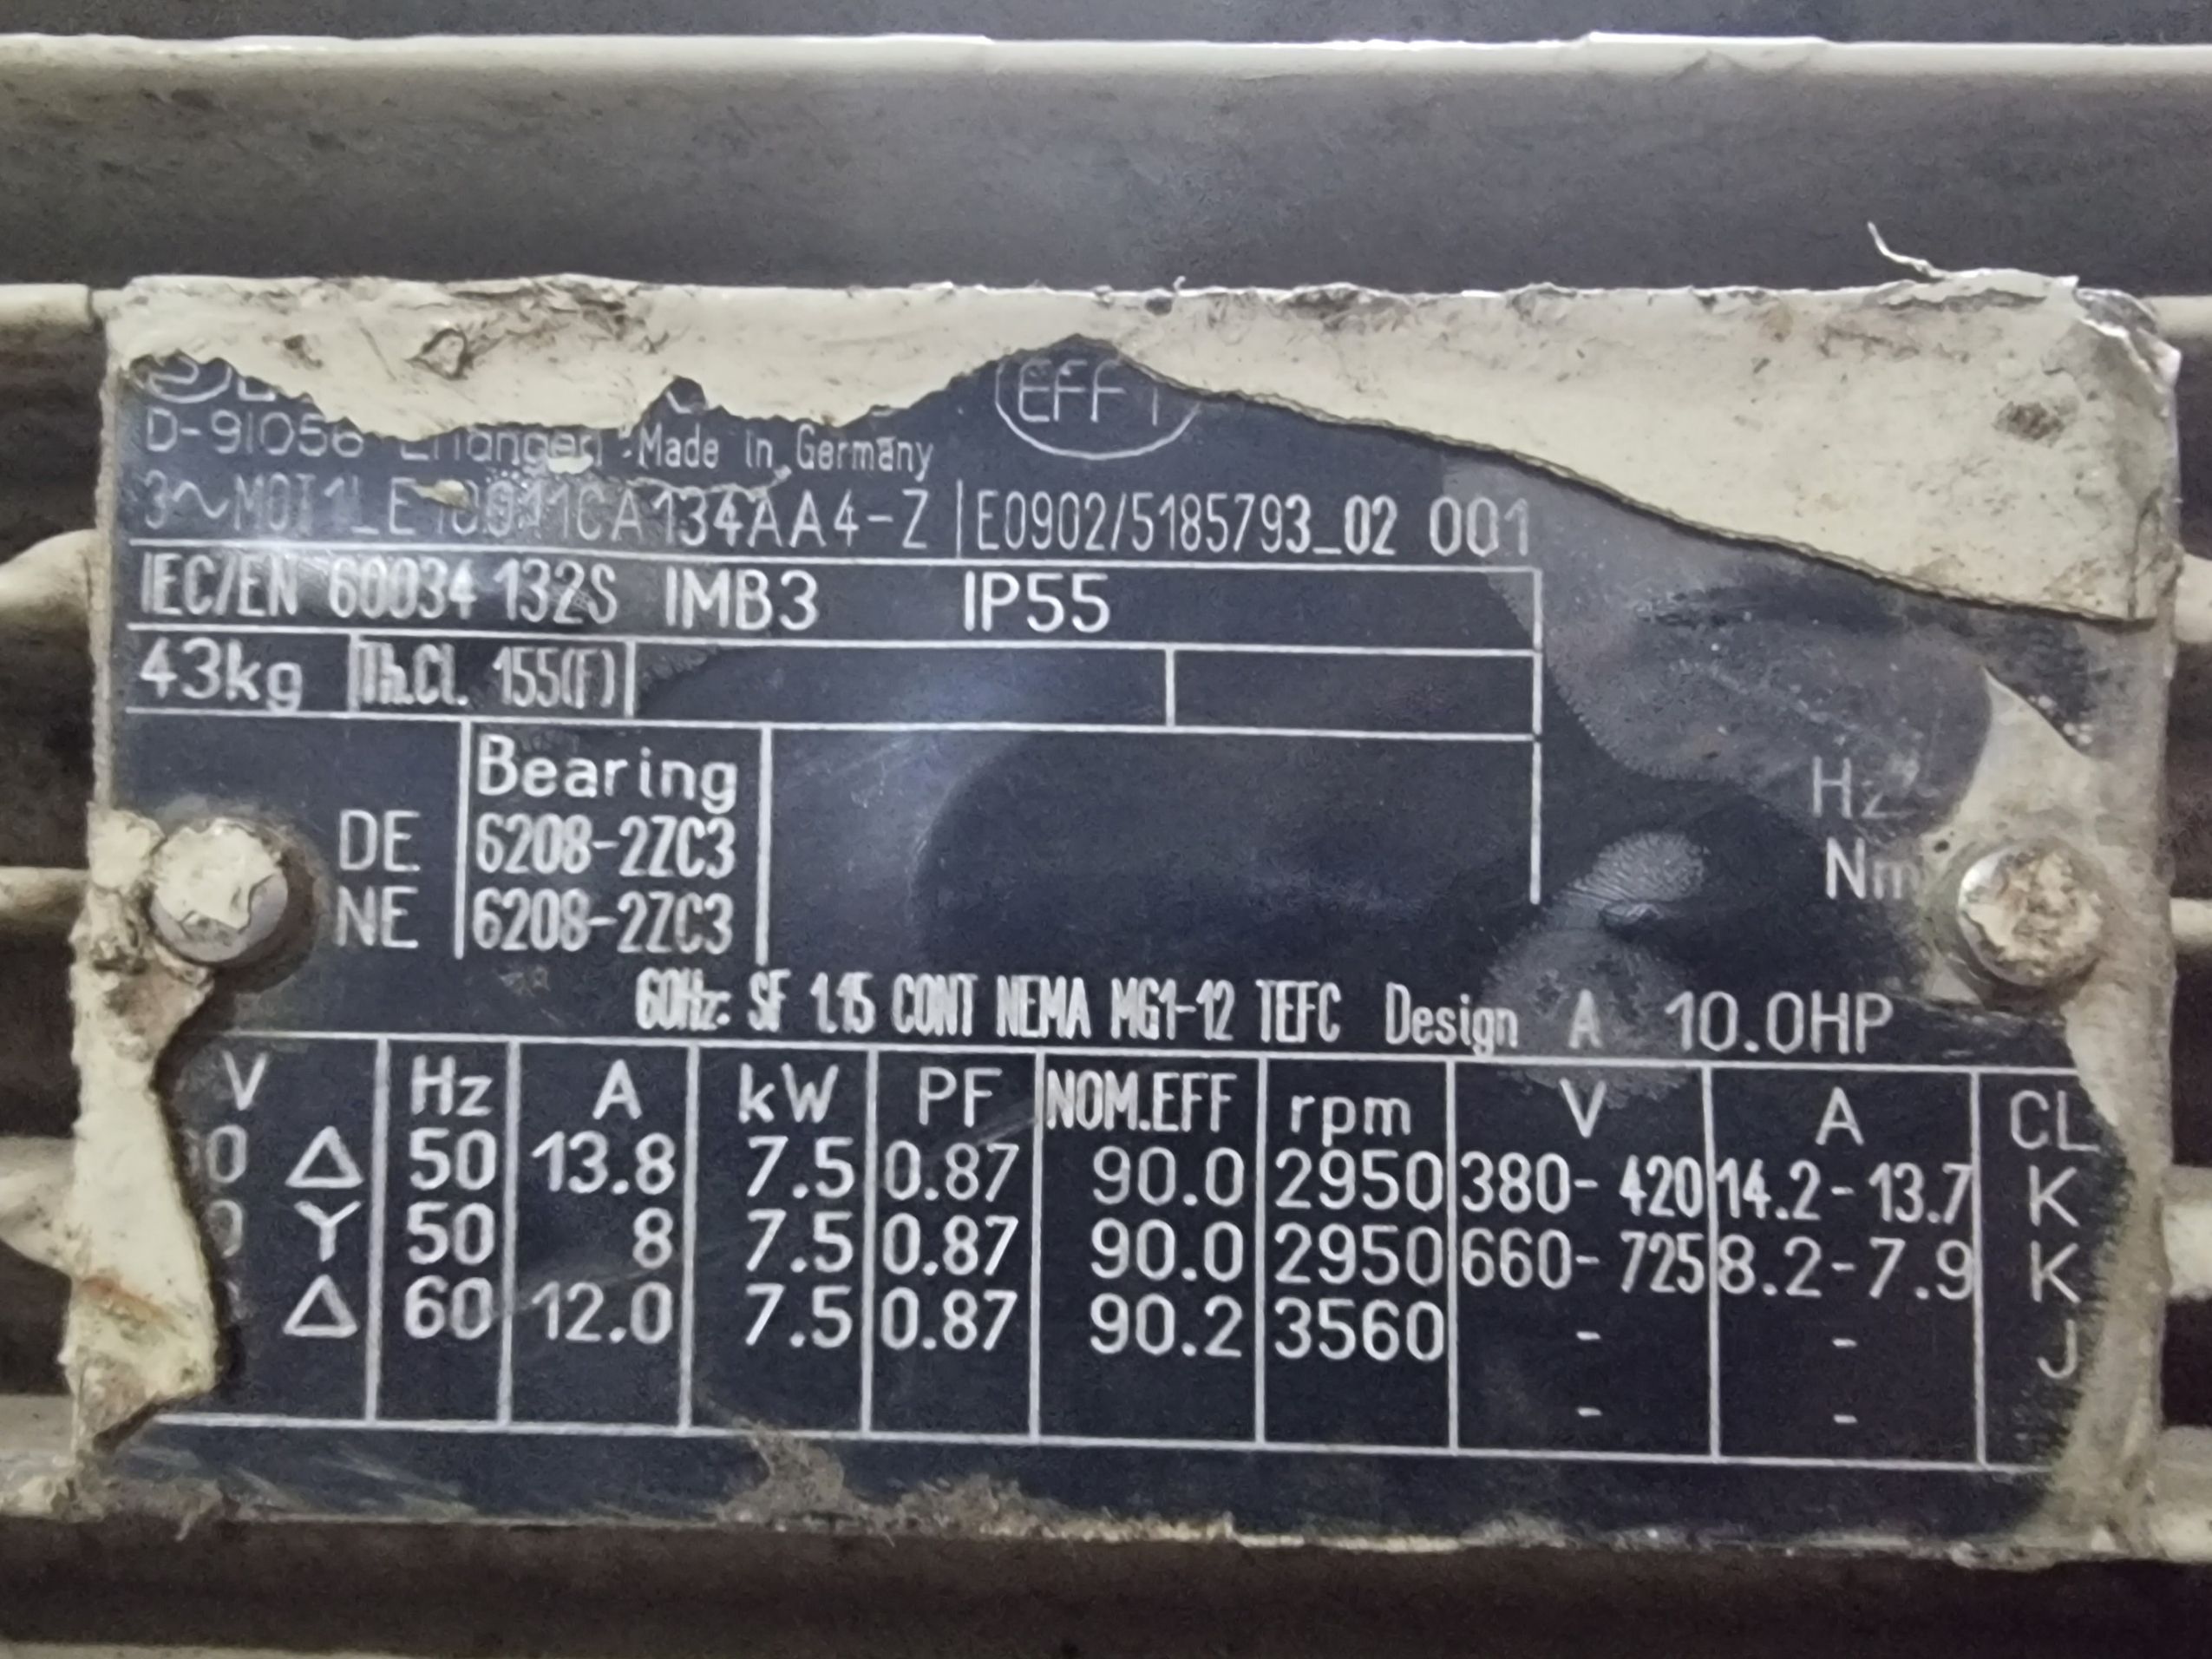 EFF1
D-91056 Erlangen Made in Germany
3~MOT 1LE10011CA134AA4-Z E0902/5185793_02 001
IEC/EN 60034 132S IMB3 IP55
43kg Th.Cl. 155(F)
Bearing
Hz
DE 6208-2ZC3
Nm
NE 6208-2ZC3
60Hz: SF 1.15 CONT NEMA MG1-12 TEFC Design A 10.0HP
V Hz A kW PF NOM.EFF rpm V A CL
0 Δ 50 13.8 7.5 0.87 90.0 2950 380-420 14.2-13.7 K
Y 50 8 7.5 0.87 90.0 2950 660-725 8.2-7.9 K
Δ 60 12.0 7.5 0.87 90.2 3560 - - J
- -